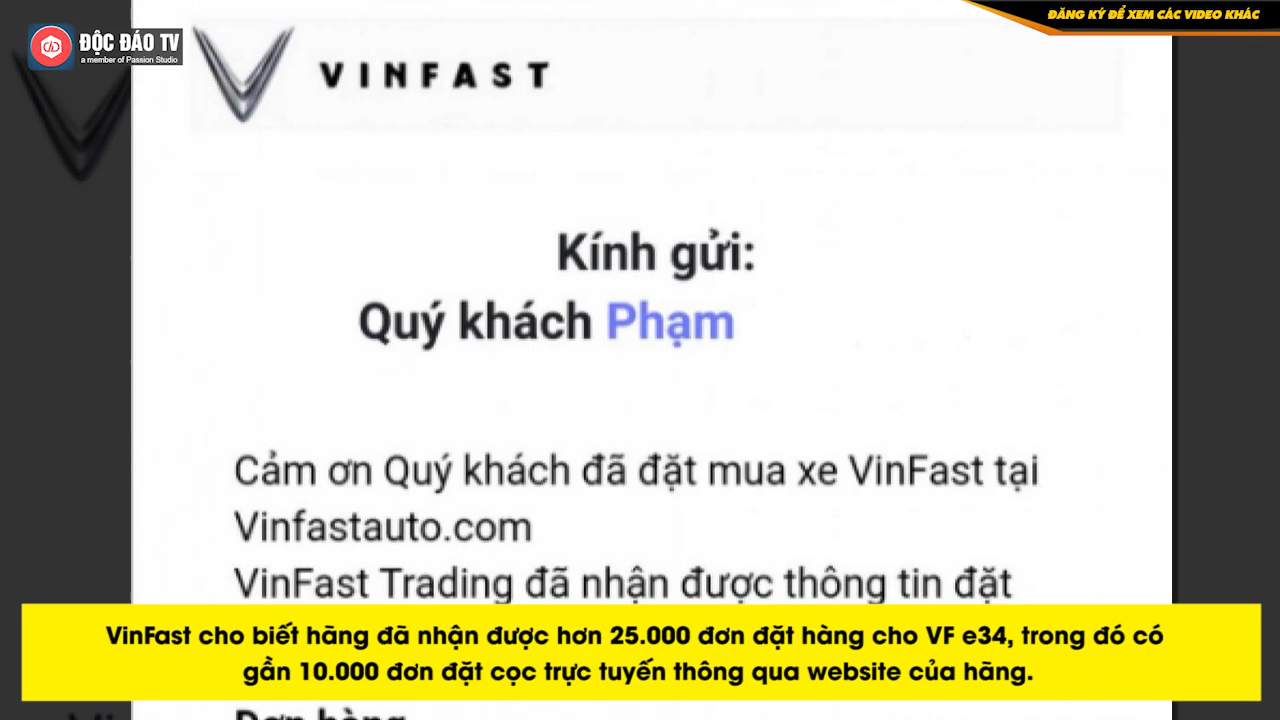 ĐĂNG KÝ ĐỂ XEM CÁC VIDEO KHÁC
ĐỘC ĐÁO TV
a member of Passion Studio
VINFAST
Kính gửi:
Quý khách Phạm
Cảm ơn Quý khách đã đặt mua xe VinFast tại
Vinfastauto.com
VinFast Trading đã nhận được thông tin đặt
VinFast cho biết hãng đã nhận được hơn 25.000 đơn đặt hàng cho VF e34, trong đó có
gần 10.000 đơn đặt cọc trực tuyến thông qua website của hãng.
Đơn hàng